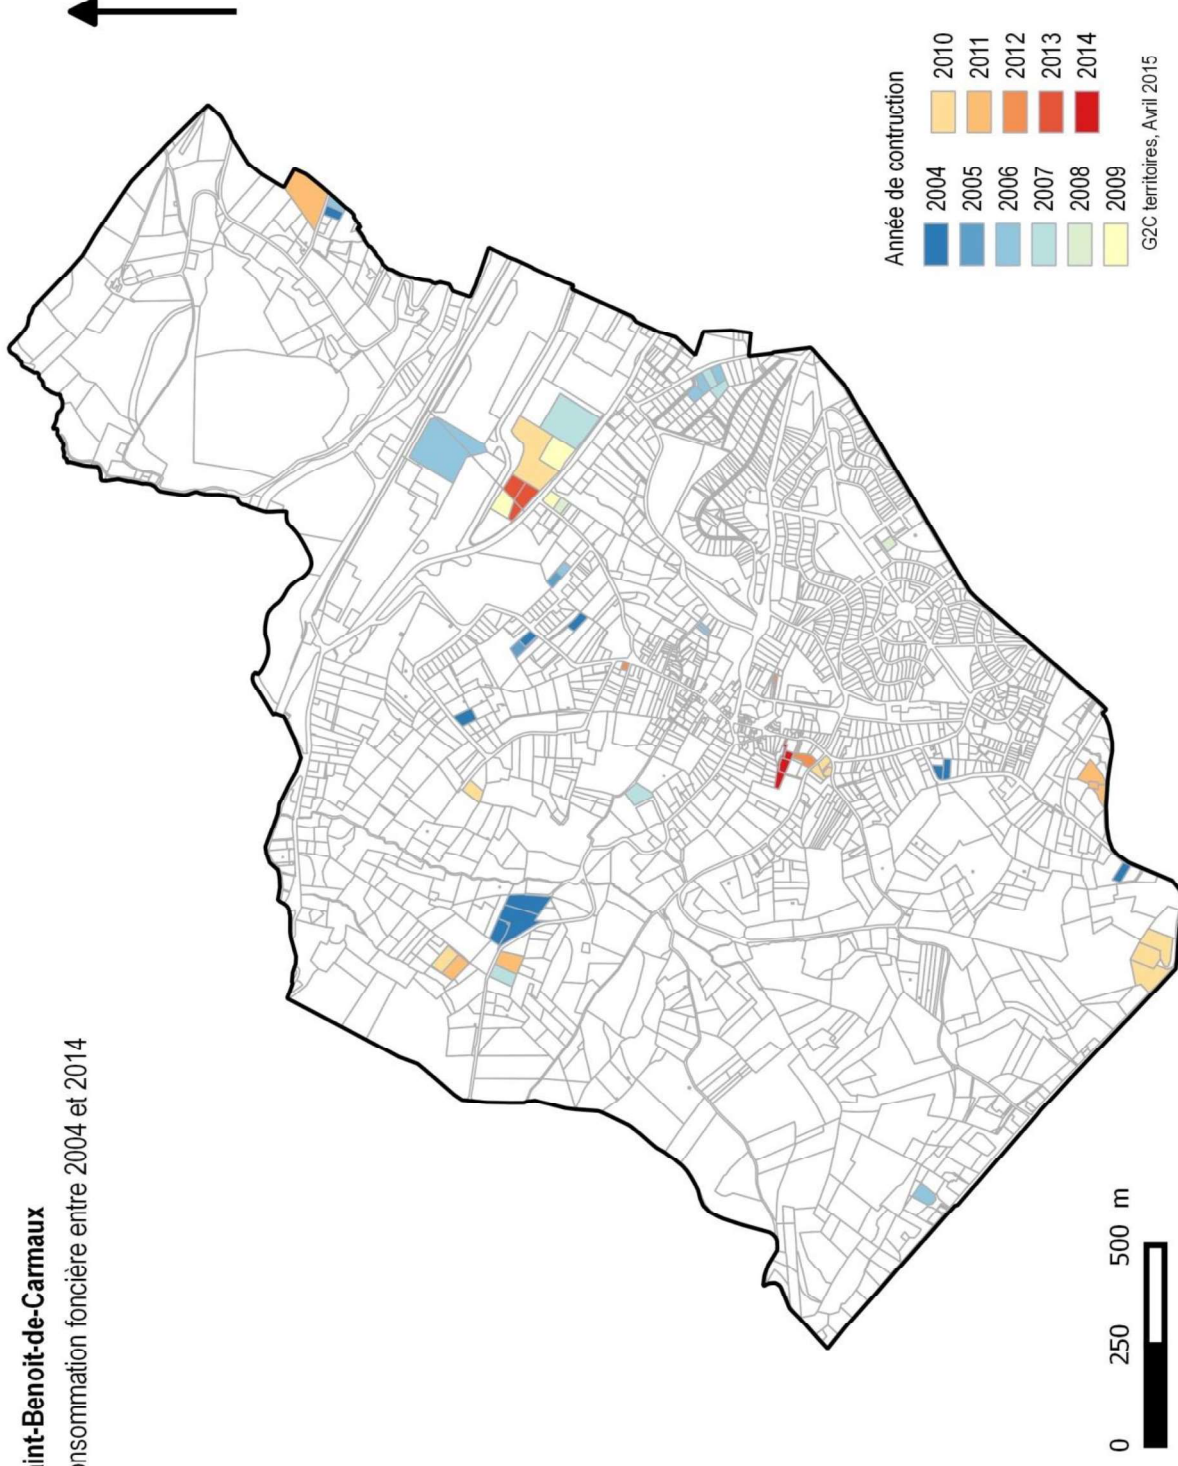 int-Benoit-de-Carmaux
onsommation foncière entre 2004 et 2014
Année de contruction
2004 2010
2005 2011
2006 2012
2007 2013
2008 2014
2009
G2C territoires, Avril 2015
0 250 500 m